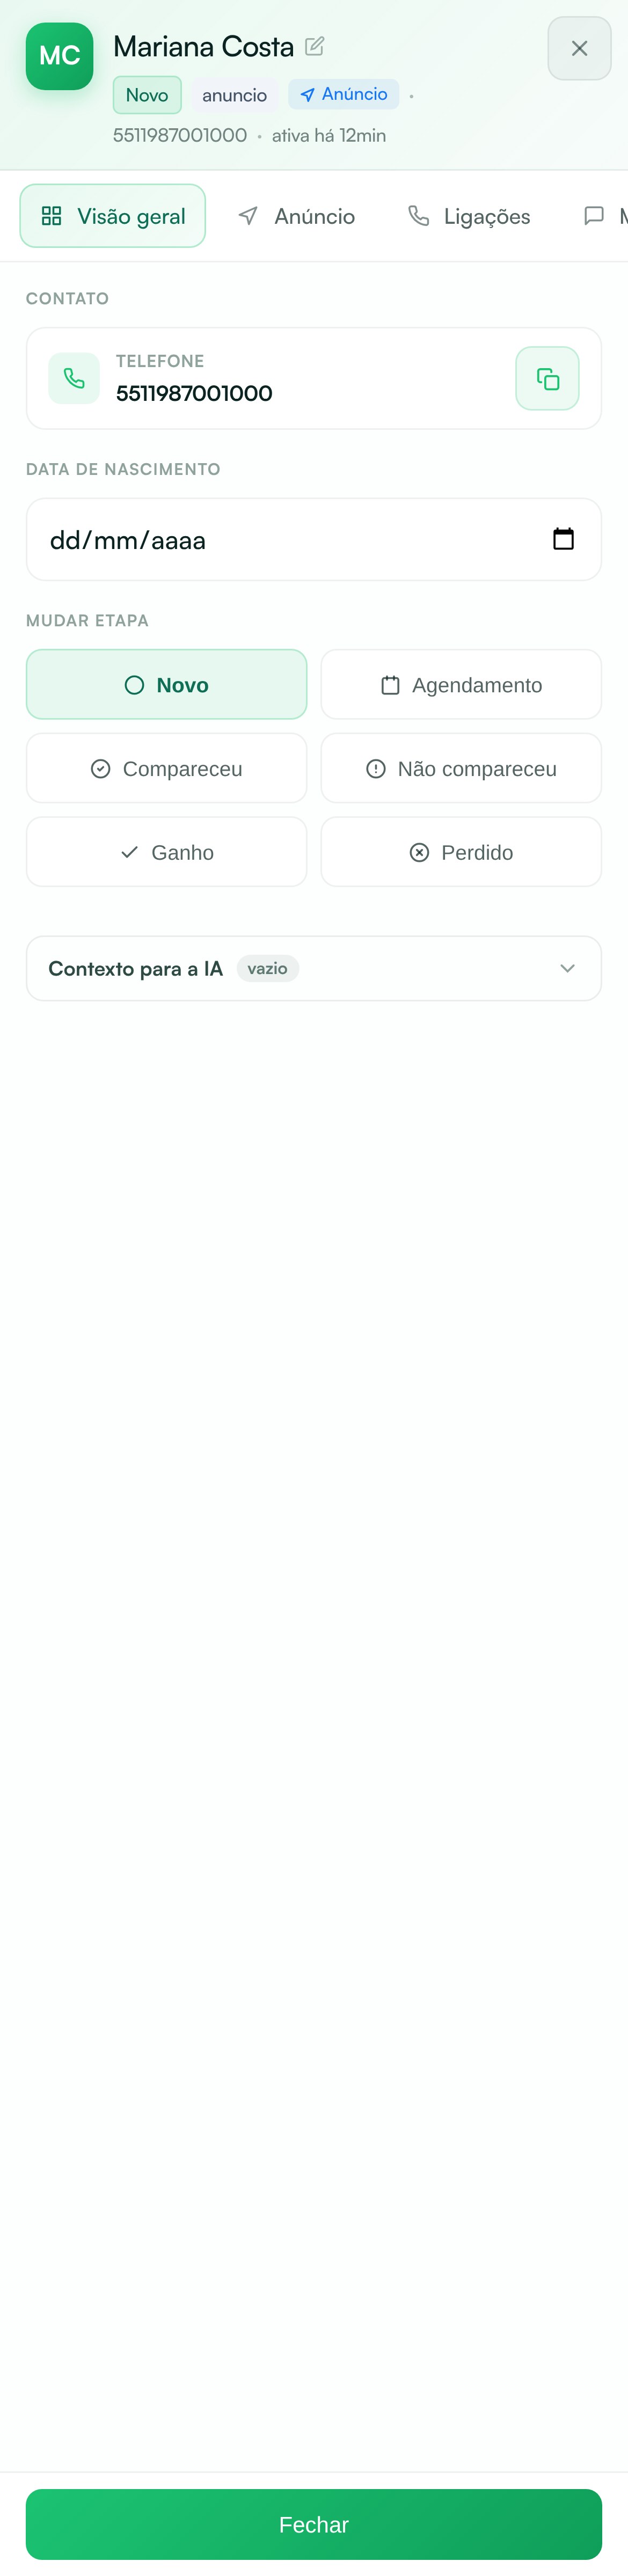 MC
Mariana Costa
Novo anuncio Anúncio ·
5511987001000 · ativa há 12min
Visão geral Anúncio Ligações
CONTATO
TELEFONE
5511987001000
DATA DE NASCIMENTO
dd/mm/aaaa
MUDAR ETAPA
Novo Agendamento
Compareceu Não compareceu
Ganho Perdido
Contexto para a IA vazio
Fechar